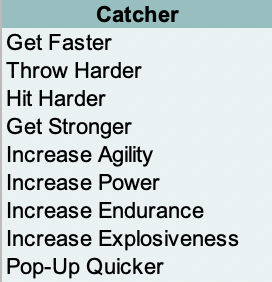 Catcher
Get Faster
Throw Harder
Hit Harder
Get Stronger
Increase Agility
Increase Power
Increase Endurance
Increase Explosiveness
Pop-Up Quicker